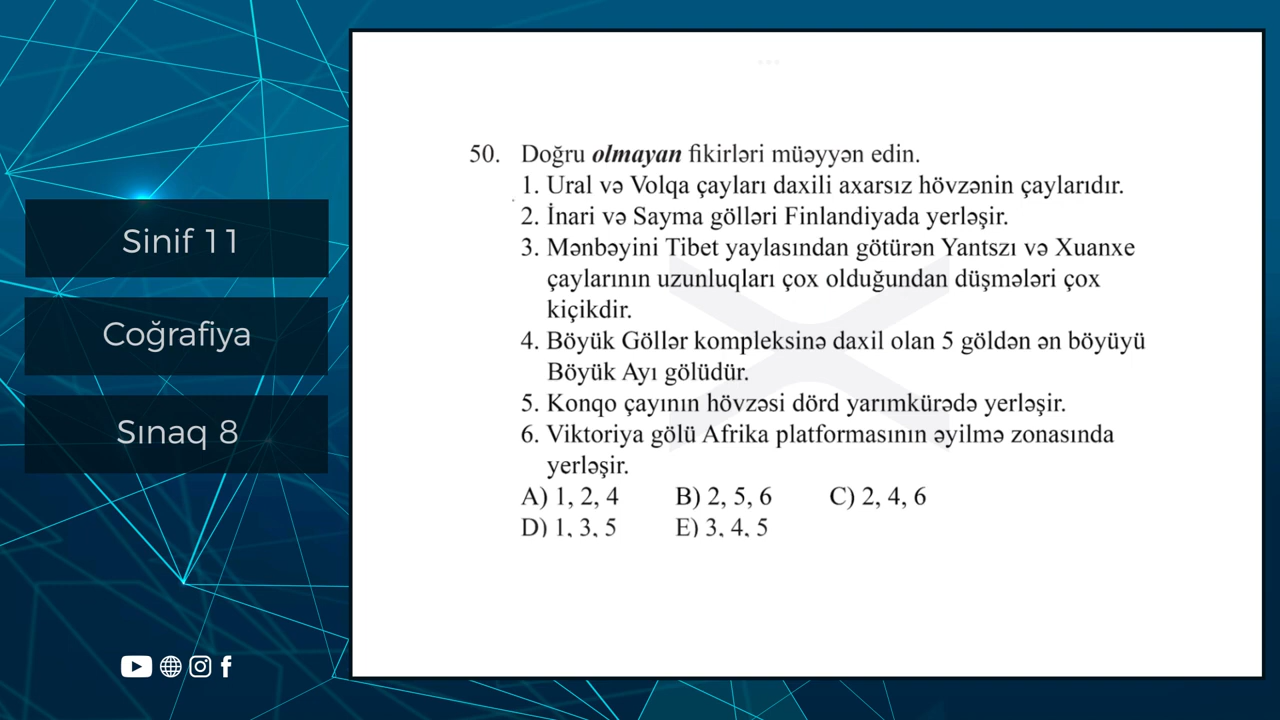 Sinif 11
Coğrafiya
Sınaq 8
50. Doğru olmayan fikirləri müəyyən edin.
1. Ural və Volqa çayları daxili axarsız hövzənin çaylarıdır.
2. İnari və Sayma gölləri Finlandiyada yerləşir.
3. Mənbəyini Tibet yaylasından götürən Yantszı və Xuanxe
çaylarının uzunluqları çox olduğundan düşmələri çox
kiçikdir.
4. Böyük Göllər kompleksinə daxil olan 5 göldən ən böyüyü
Böyük Ayı gölüdür.
5. Konqo çayının hövzəsi dörd yarımkürədə yerləşir.
6. Viktoriya gölü Afrika platformasının əyilmə zonasında
yerləşir.
A) 1, 2, 4 B) 2, 5, 6 C) 2, 4, 6
D) 1, 3, 5 E) 3, 4, 5